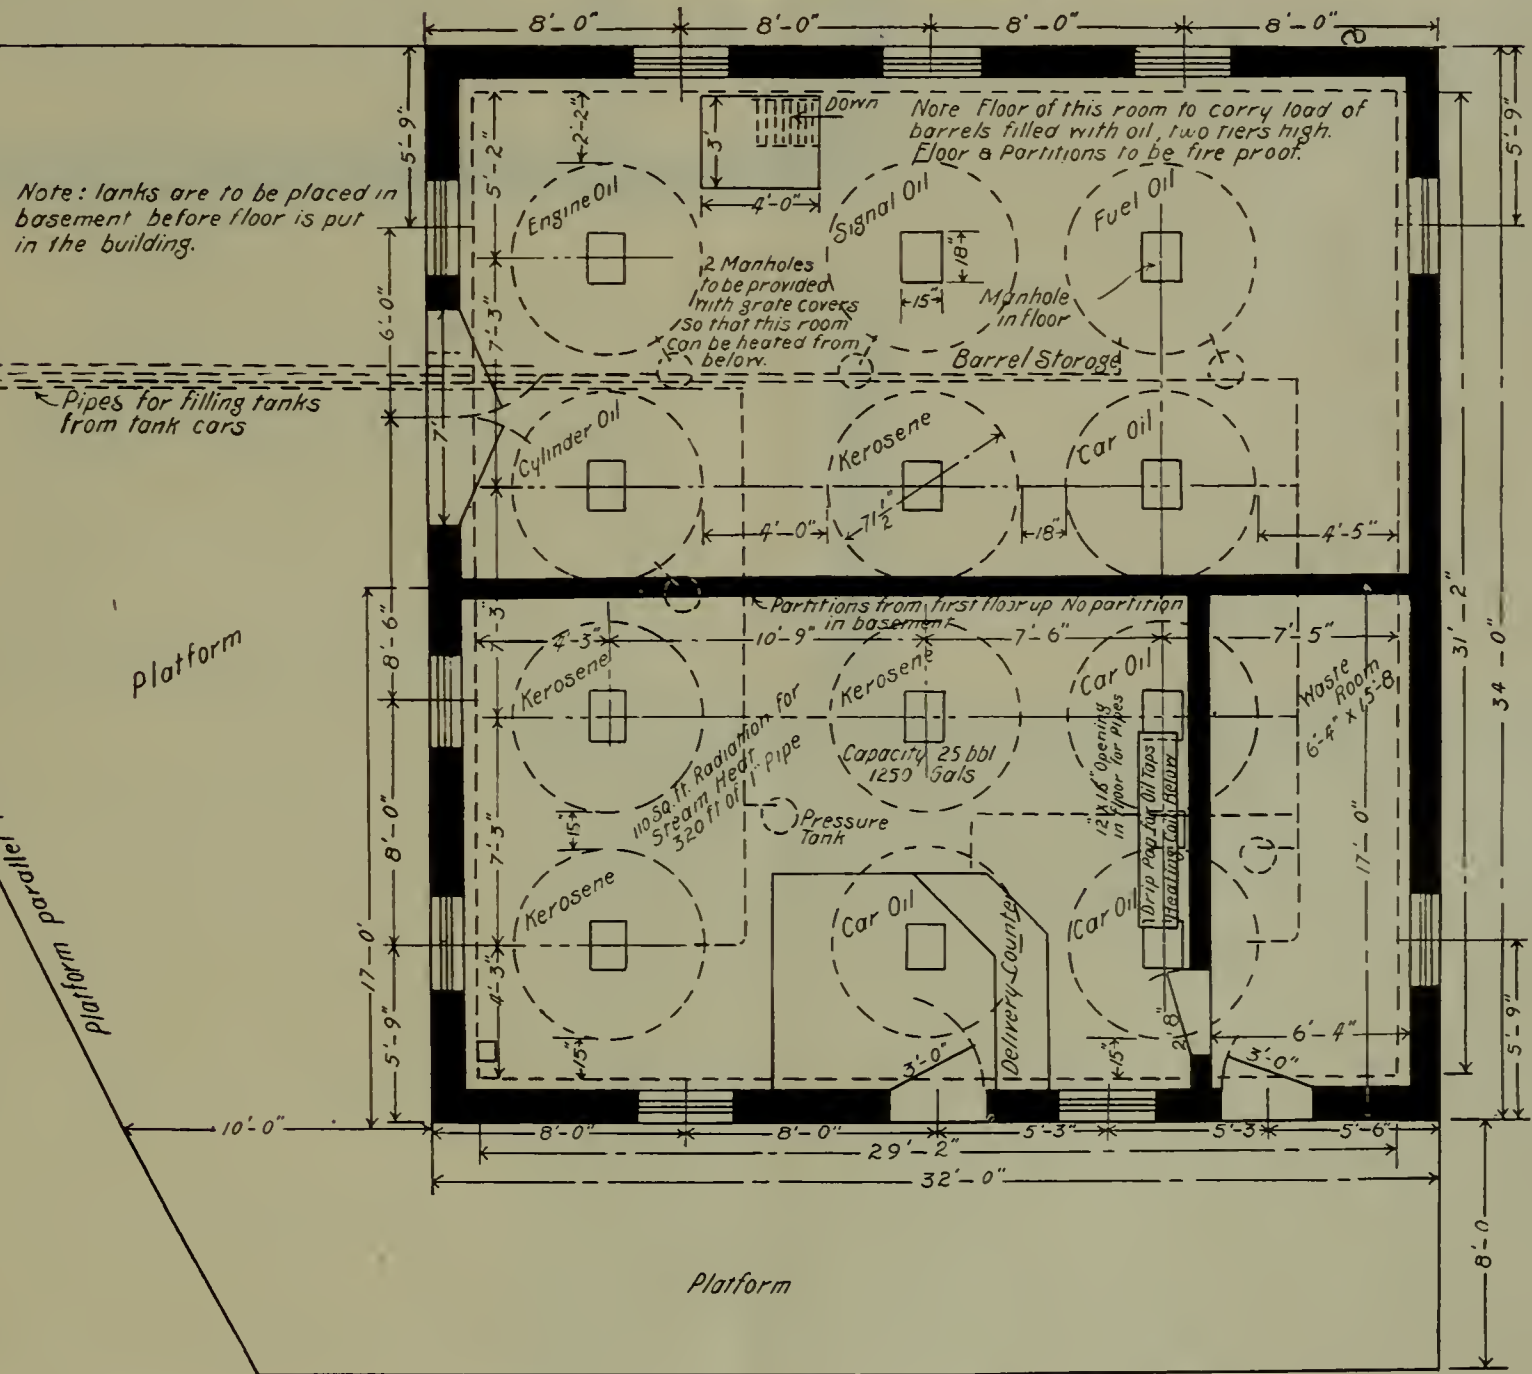 8'-0" 8'-0" 8'-0" 8'-0"
5'-9"
5'-2"
2'-2"
3'
Down
4'-0"
Note Floor of this room to carry load of
barrels filled with oil, two tiers high.
Floor & Partitions to be fire proof.
5'-9"
Note: tanks are to be placed in
basement before floor is put
in the building.
Engine Oil
Signal Oil
Fuel Oil
18"
15"
2 Manholes
to be provided
with grate covers
so that this room
can be heated from
below.
Manhole
in floor
Barrel Storage
6'-0"
7'-3"
7'
Pipes for filling tanks
from tank cars
Cylinder Oil
Kerosene
Car Oil
71 1/2"
4'-0"
18"
4'-5"
Partitions from first floor up No partition
in basement
31'-2"
34'-0"
8'-6"
7'-3"
4'-3" 10'-9" 7'-6" 7'-5"
Platform
Kerosene
Kerosene
Car Oil
Waste
Room
6'-4" x 15-8
110 Sq. ft. Radiation for
Steam Heat
320 ft of 1" Pipe
Capacity 25 bbl
1250 Gals
12"x16" Opening
in floor for Pipes
Drip Pan for Oil Taps
Heating Coil Below
Pressure
Tank
15"
8'-0"
7'-3"
17'-0"
17'-0'
Platform parallel
Kerosene
Car Oil
Car Oil
Delivery Counter
4'-3"
5'-9"
15"
3'-0"
15"
2'-8"
3'-0"
6'-4"
5'-9"
10'-0"
8'-0" 8'-0" 5'-3" 5'-3" 5'-6"
29'-2"
32'-0"
8'-0
Platform